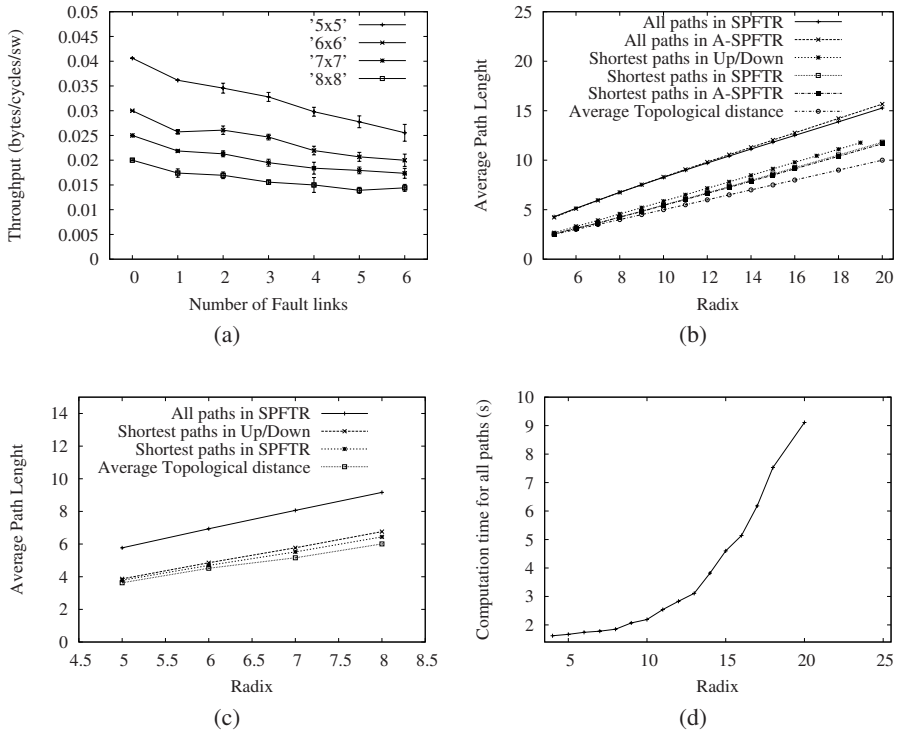 Throughput (bytes/cycles/sw)
0.05
0.045
0.04
0.035
0.03
0.025
0.02
0.015
0.01
0.005
0
0 1 2 3 4 5 6
Number of Fault links
'5x5'
'6x6'
'7x7'
'8x8'
(a)
Average Path Lenght
25
20
15
10
5
0
6 8 10 12 14 16 18 20
Radix
All paths in SPFTR
All paths in A-SPFTR
Shortest paths in Up/Down
Shortest paths in SPFTR
Shortest paths in A-SPFTR
Average Topological distance
(b)
Average Path Lenght
14
12
10
8
6
4
2
0
4.5 5 5.5 6 6.5 7 7.5 8 8.5
Radix
All paths in SPFTR
Shortest paths in Up/Down
Shortest paths in SPFTR
Average Topological distance
(c)
Computation time for all paths (s)
10
9
8
7
6
5
4
3
2
5 10 15 20 25
Radix
(d)